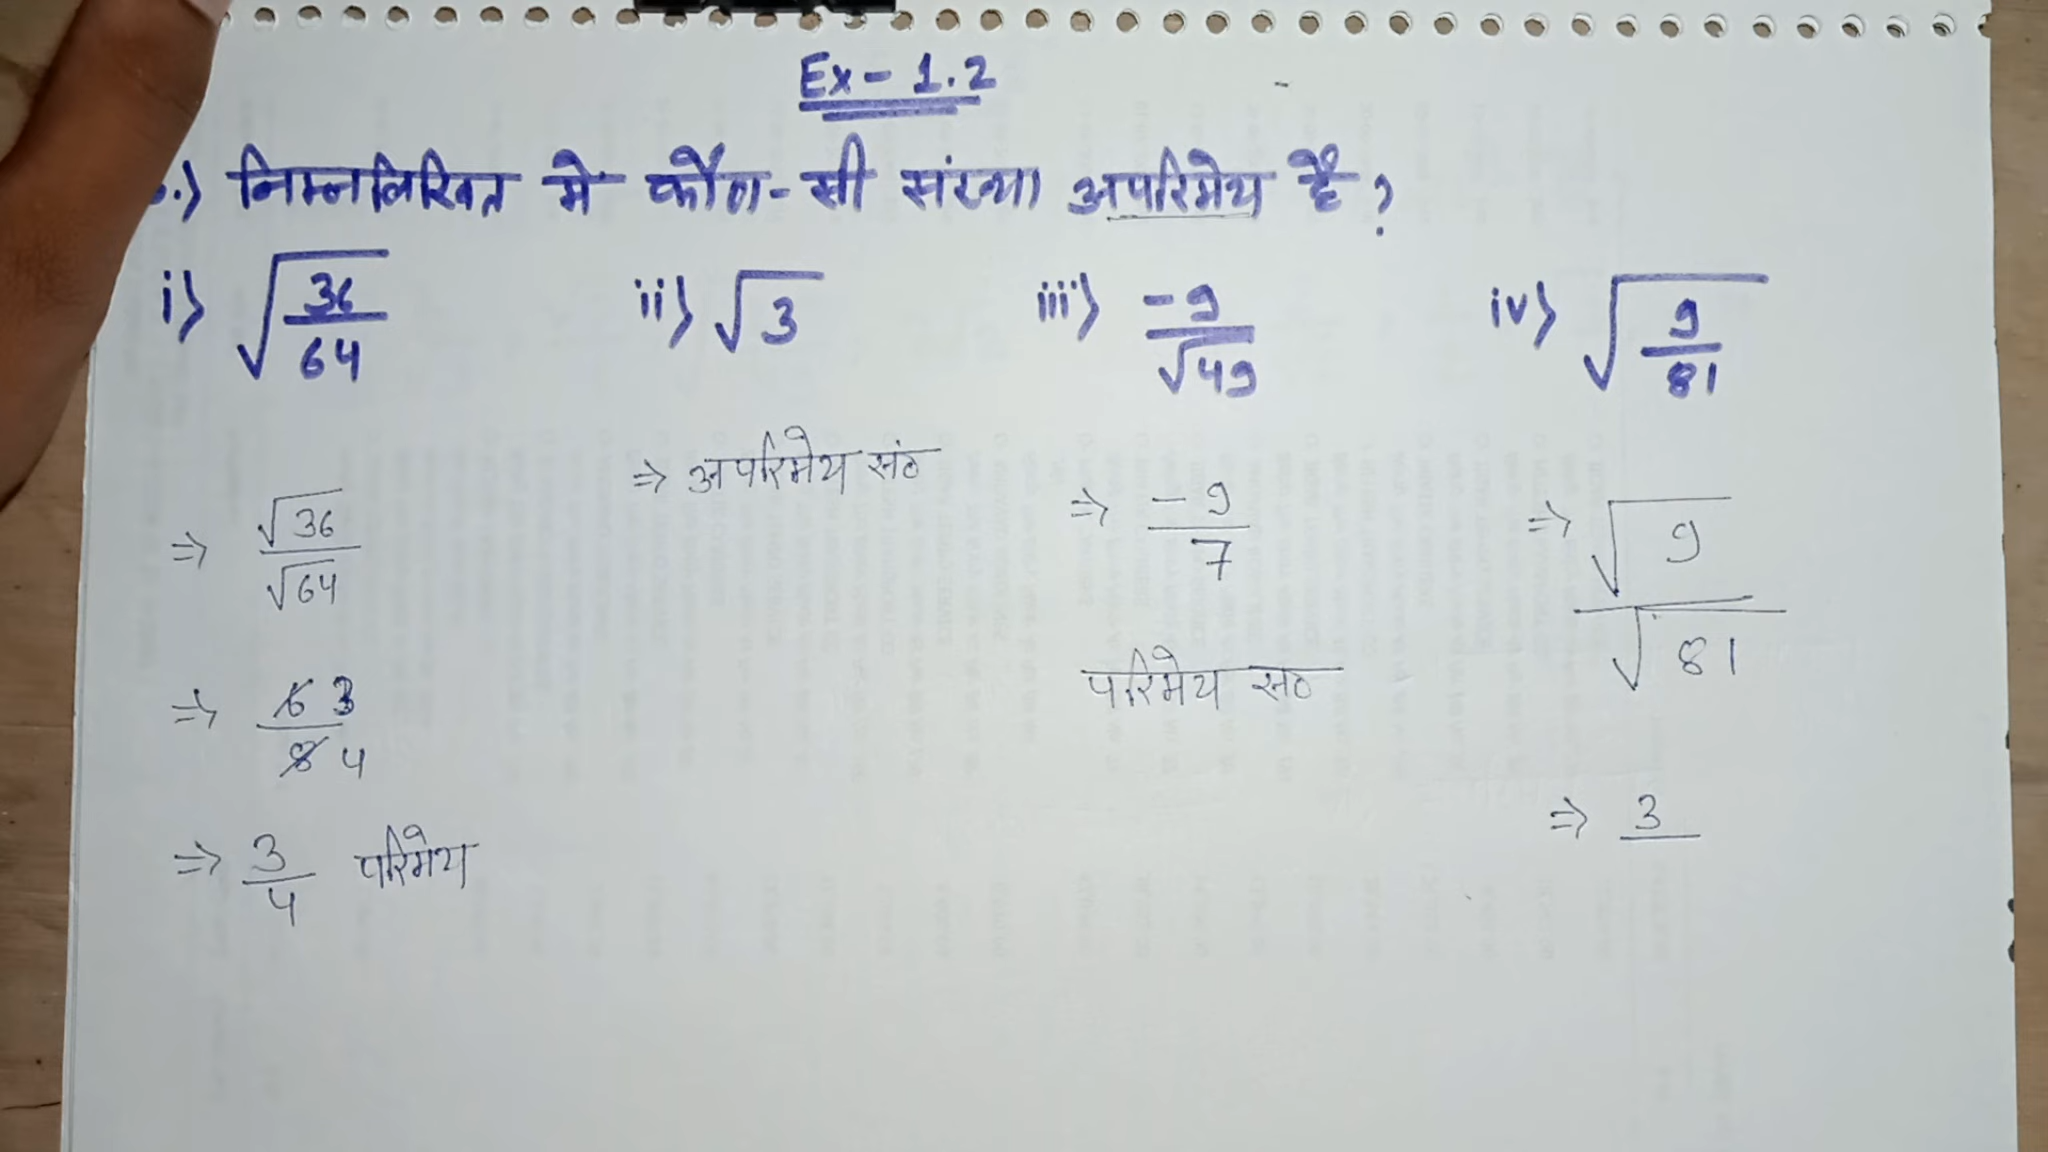 Ex - 1.2
.) निम्नलिखित मे कौन-सी संख्या अपरिमेय है?
i) √(36/64) ii) √3 iii) -9/√49 iv) √(9/81)
⇒ √36/√64
⇒ 6 3/8 4
⇒ 3/4 परिमेय
⇒ अपरिमेय सं०
⇒ -9/7
परिमेय सं०
⇒ √9/√81
⇒ 3